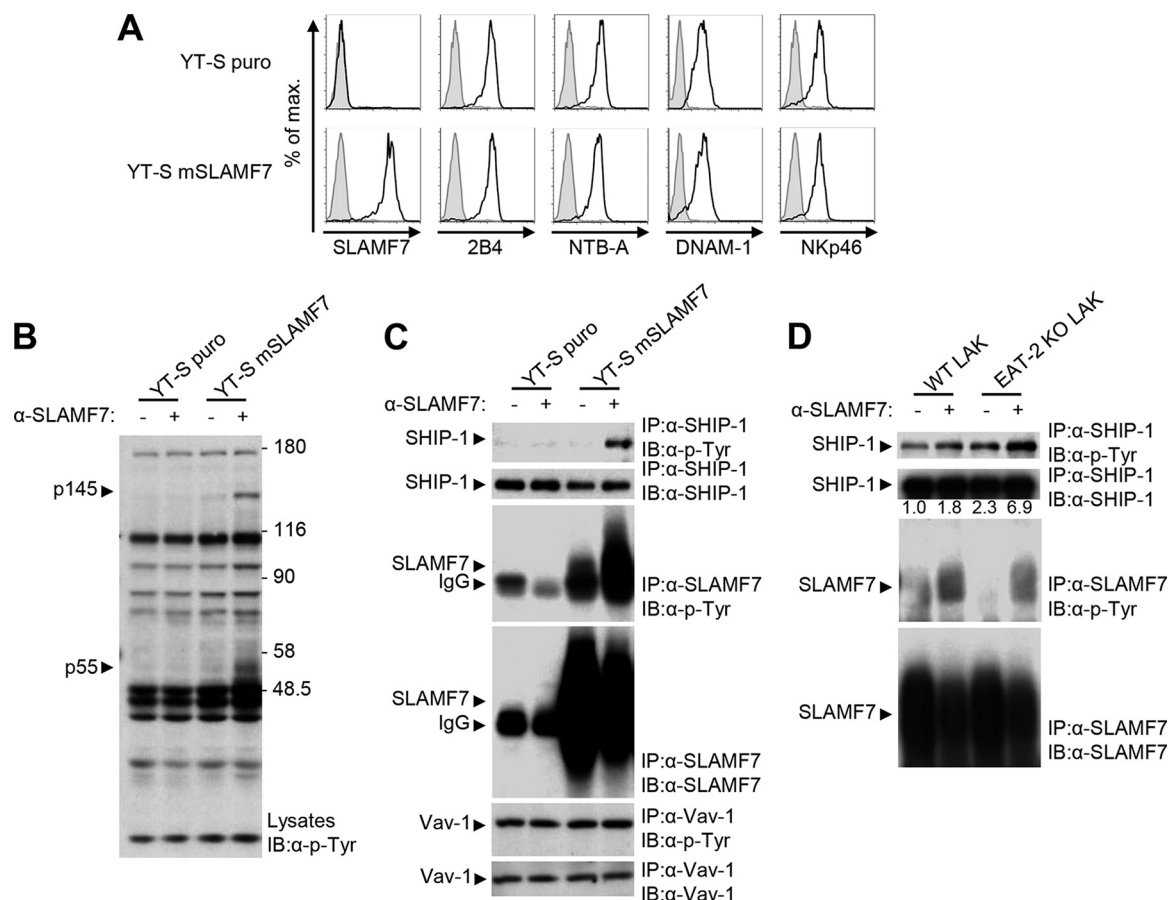 A
YT-S puro
YT-S mSLAMF7
% of max.
SLAMF7 2B4 NTB-A DNAM-1 NKp46
B
YT-S puro
YT-S mSLAMF7
α-SLAMF7: - + - +
180
p145
116
90
58
p55
48.5
Lysates
IB:α-p-Tyr
C
YT-S puro
YT-S mSLAMF7
α-SLAMF7: - + - +
SHIP-1
IP:α-SHIP-1
IB:α-p-Tyr
SHIP-1
IP:α-SHIP-1
IB:α-SHIP-1
SLAMF7
IgG
IP:α-SLAMF7
IB:α-p-Tyr
SLAMF7
IgG
IP:α-SLAMF7
IB:α-SLAMF7
Vav-1
IP:α-Vav-1
IB:α-p-Tyr
Vav-1
IP:α-Vav-1
IB:α-Vav-1
D
WT LAK
EAT-2 KO LAK
α-SLAMF7: - + - +
SHIP-1
IP:α-SHIP-1
IB:α-p-Tyr
SHIP-1
IP:α-SHIP-1
IB:α-SHIP-1
1.0 1.8 2.3 6.9
SLAMF7
IP:α-SLAMF7
IB:α-p-Tyr
SLAMF7
IP:α-SLAMF7
IB:α-SLAMF7